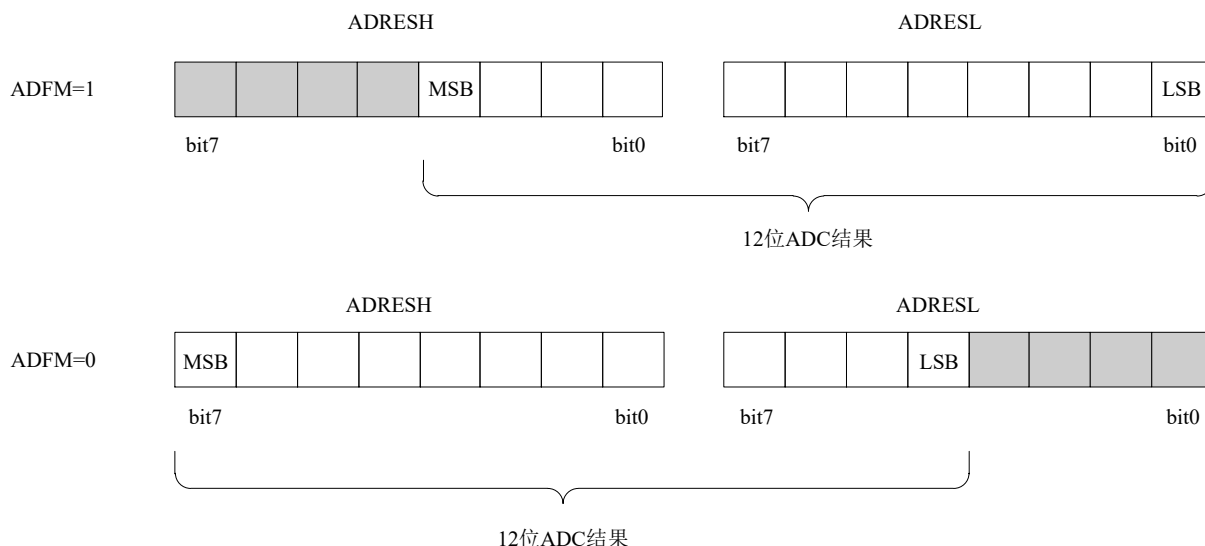 ADRESH ADRESL
ADFM=1 MSB LSB
bit7 bit0 bit7 bit0
12位ADC结果
ADRESH ADRESL
ADFM=0 MSB LSB
bit7 bit0 bit7 bit0
12位ADC结果